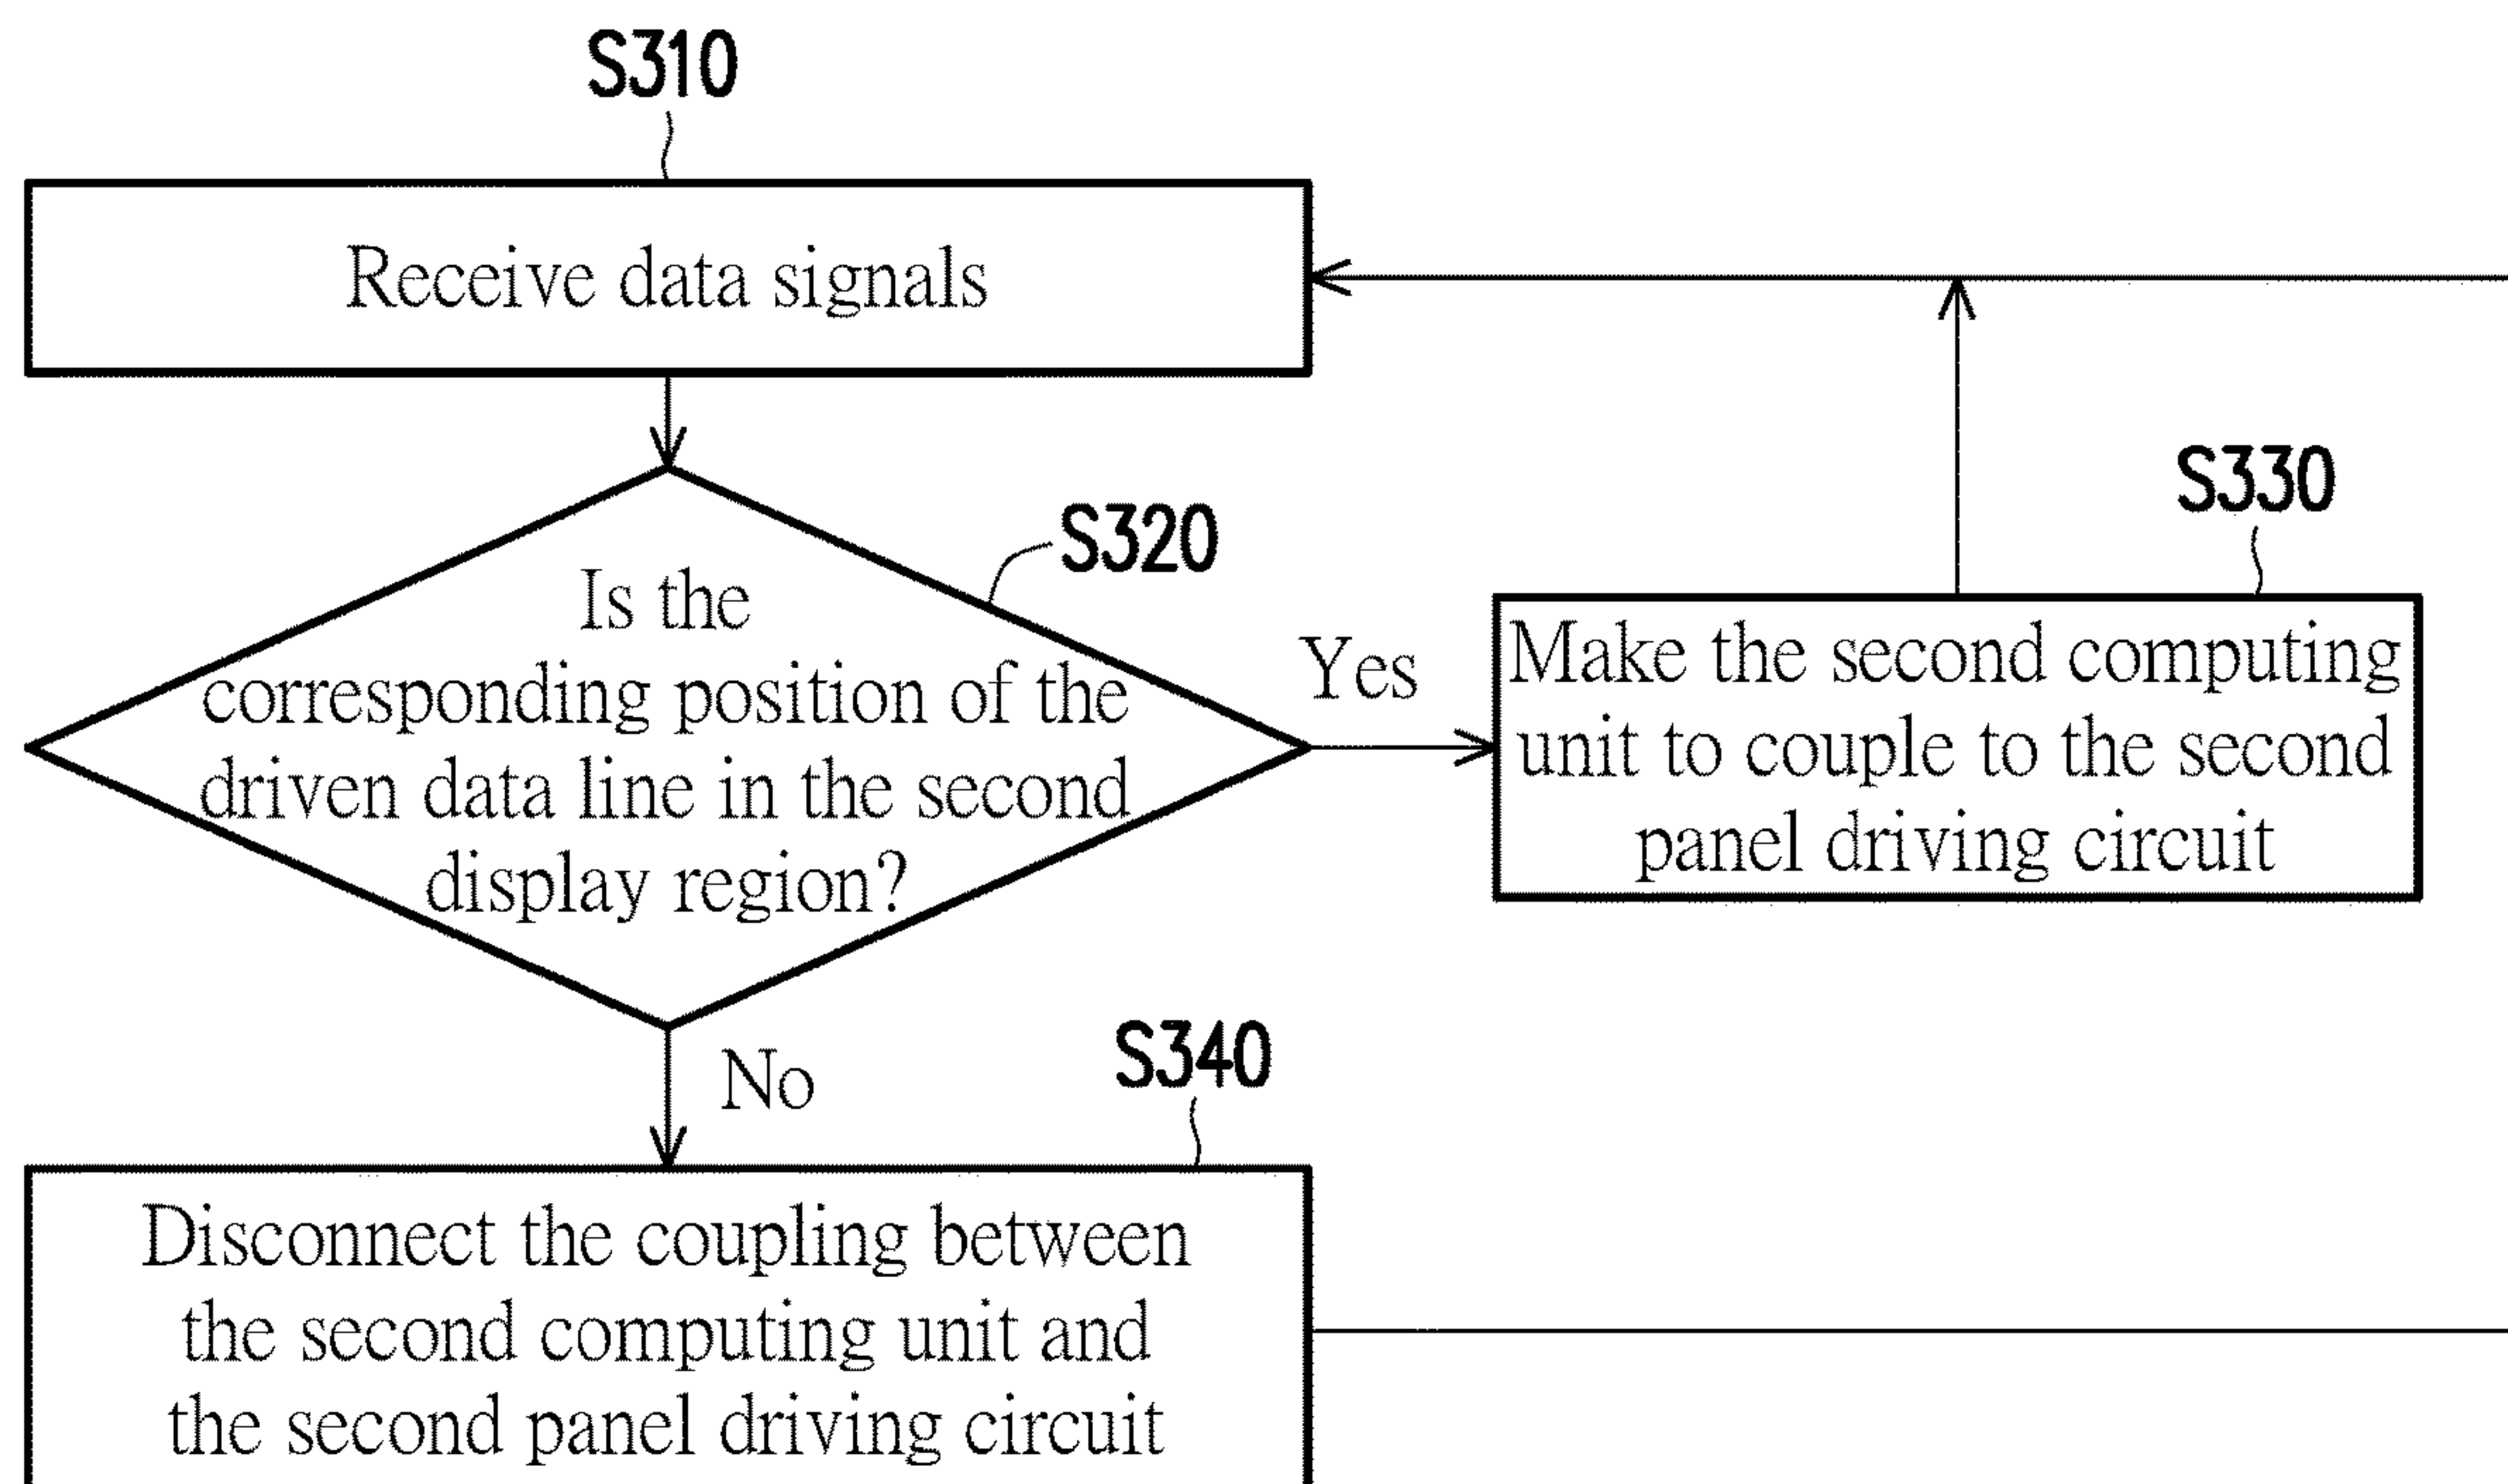 S310
Receive data signals
S320
Is the
corresponding position of the
driven data line in the second
display region?
Yes
S330
Make the second computing
unit to couple to the second
panel driving circuit
No
S340
Disconnect the coupling between
the second computing unit and
the second panel driving circuit